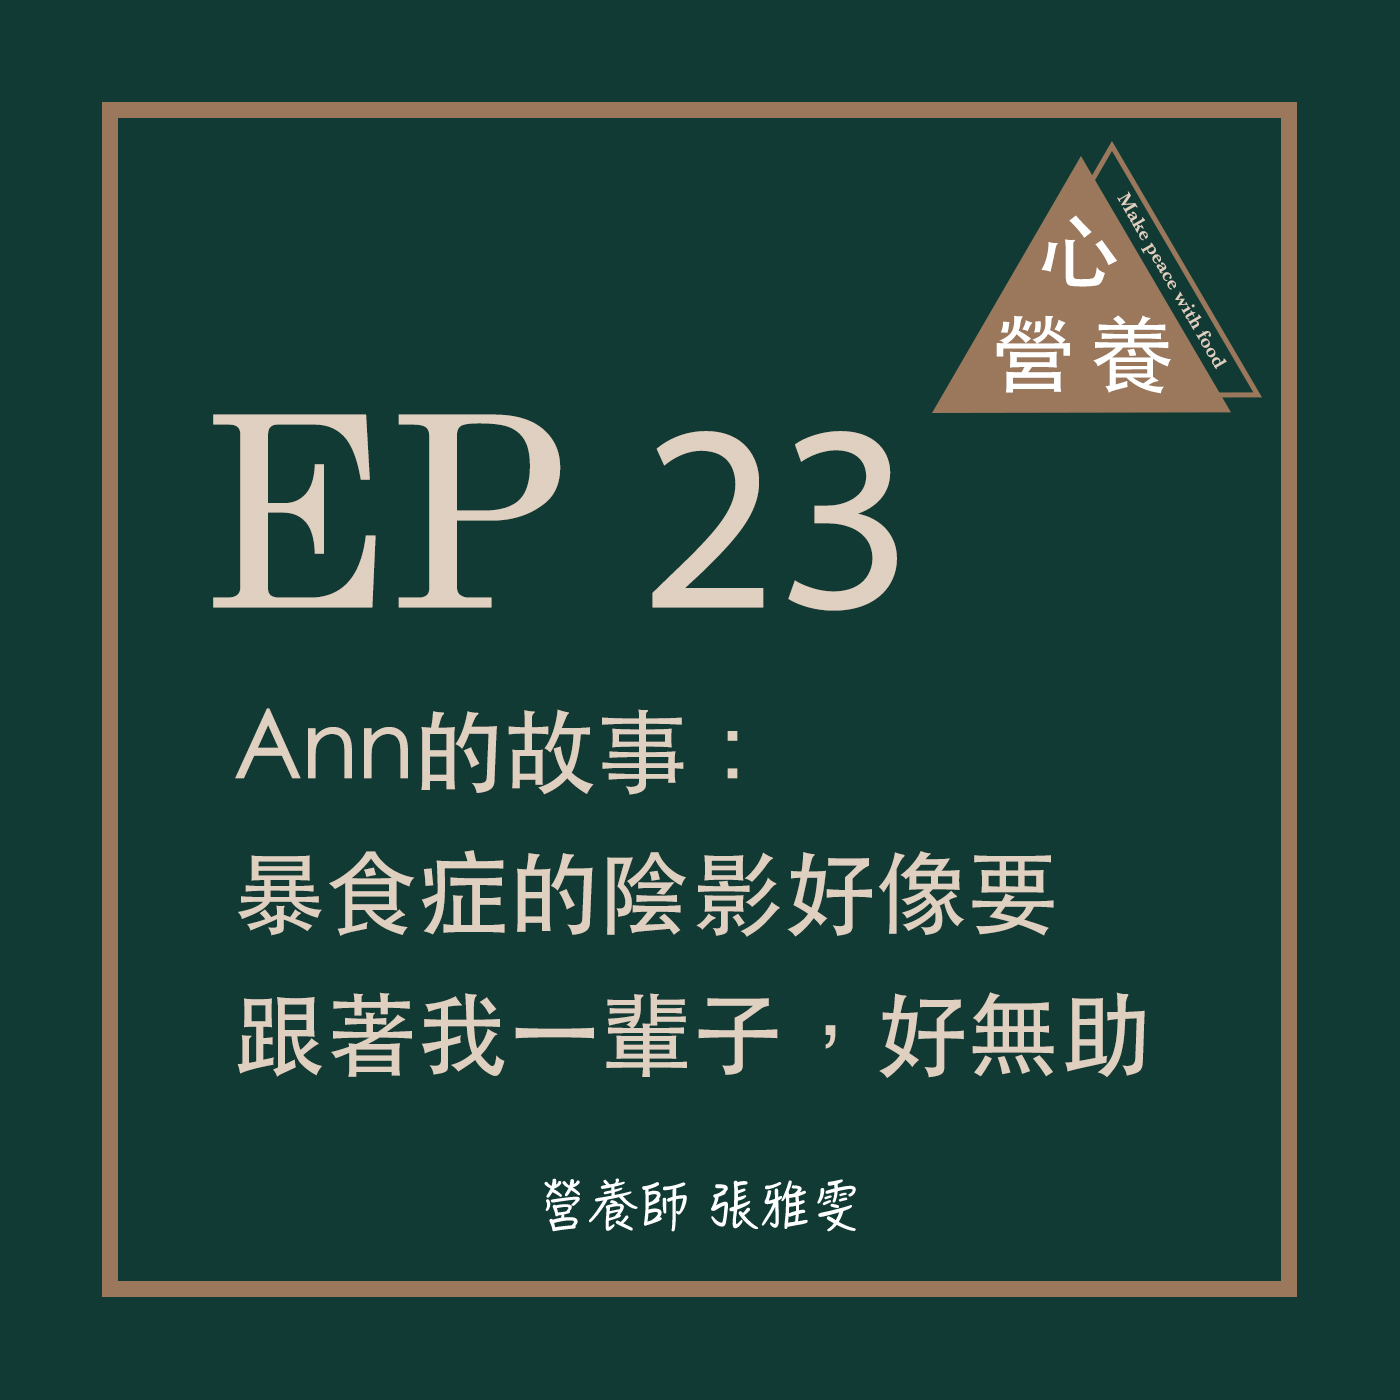 心
營養
Make peace with food
EP 23
Ann的故事：
暴食症的陰影好像要
跟著我一輩子，好無助
營養師 張雅雯